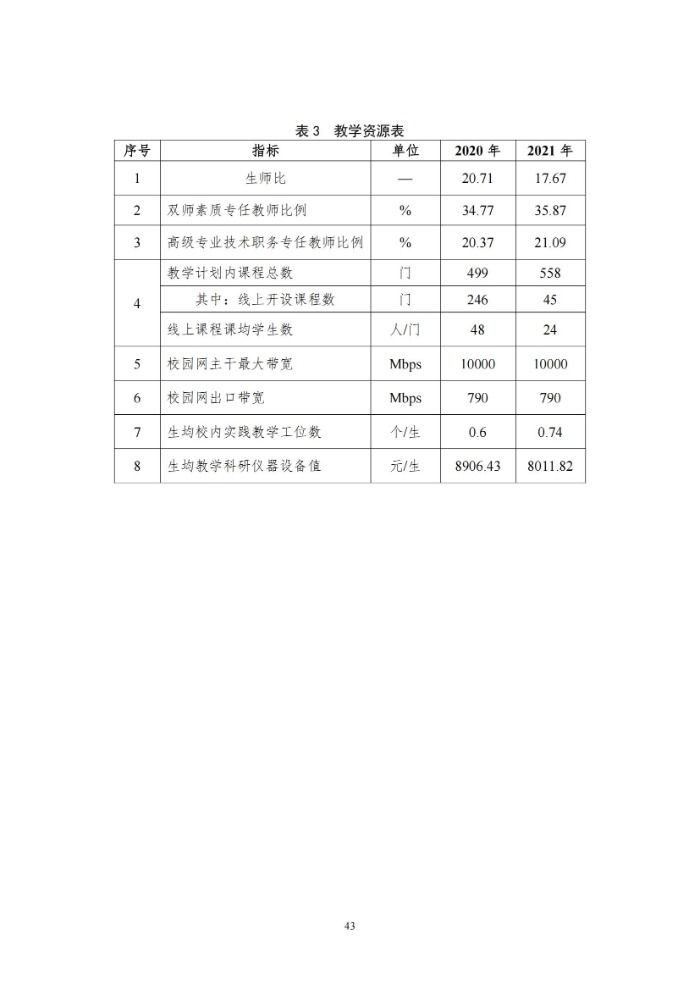 表 3 教学资源表
序号 指标 单位 2020 年 2021 年
1 生师比 — 20.71 17.67
2 双师素质专任教师比例 % 34.77 35.87
3 高级专业技术职务专任教师比例 % 20.37 21.09
4 教学计划内课程总数 门 499 558
其中：线上开设课程数 门 246 45
线上课程课均学生数 人/门 48 24
5 校园网主干最大带宽 Mbps 10000 10000
6 校园网出口带宽 Mbps 790 790
7 生均校内实践教学工位数 个/生 0.6 0.74
8 生均教学科研仪器设备值 元/生 8906.43 8011.82
43